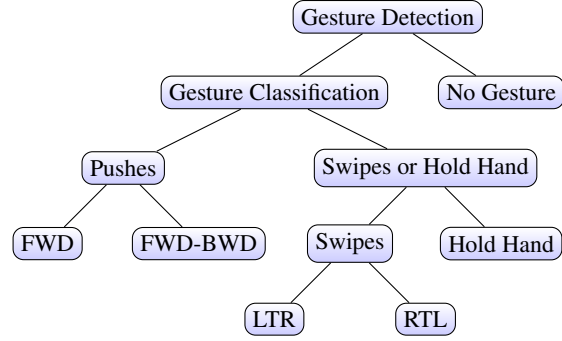 Gesture Detection
Gesture Classification
No Gesture
Pushes
Swipes or Hold Hand
FWD
FWD-BWD
Swipes
Hold Hand
LTR
RTL